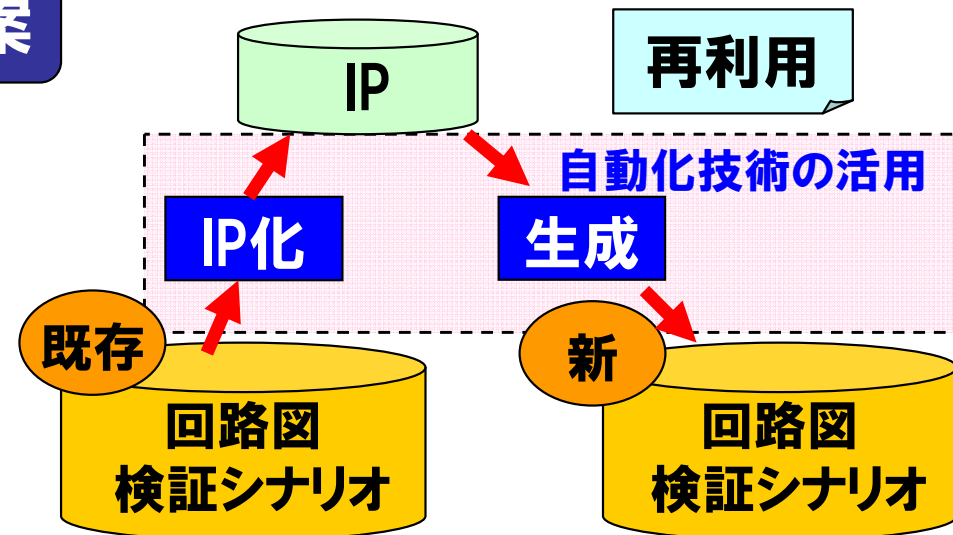 案
IP
再利用
自動化技術の活用
IP化
生成
既存
新
回路図
検証シナリオ
回路図
検証シナリオ